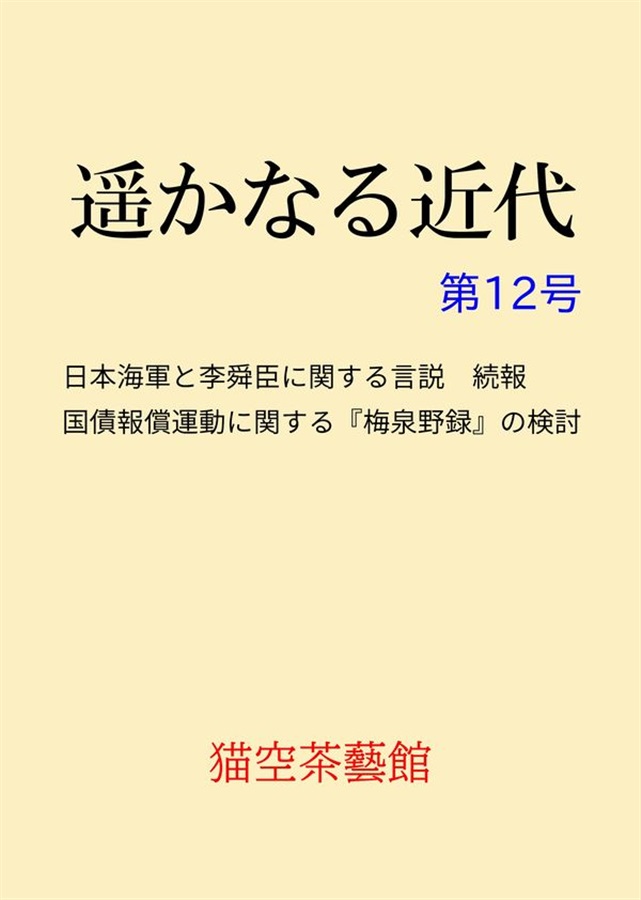 遥かなる近代
第12号
日本海軍と李舜臣に関する言説　続報
国債報償運動に関する『梅泉野録』の検討
猫空茶藝館